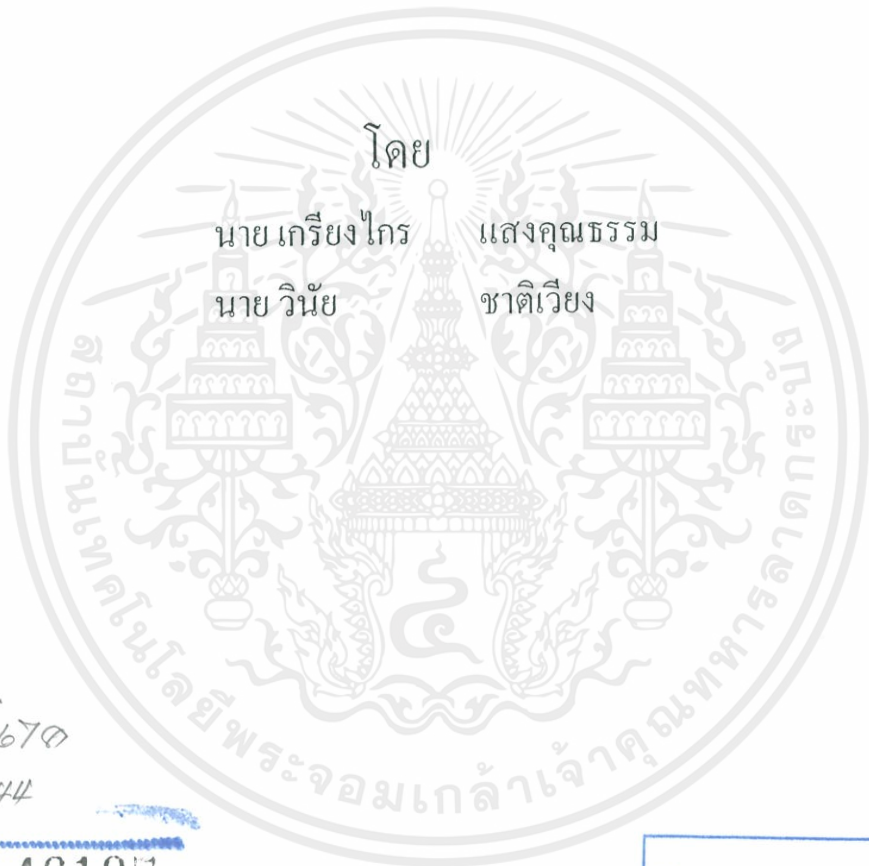 โดย
นาย เกรียงไกร แสงคุณธรรม
นาย วินัย ชาติเวียง
สถาบันเทคโนโลยีพระจอมเกล้าเจ้าคุณทหารลาดกระบัง